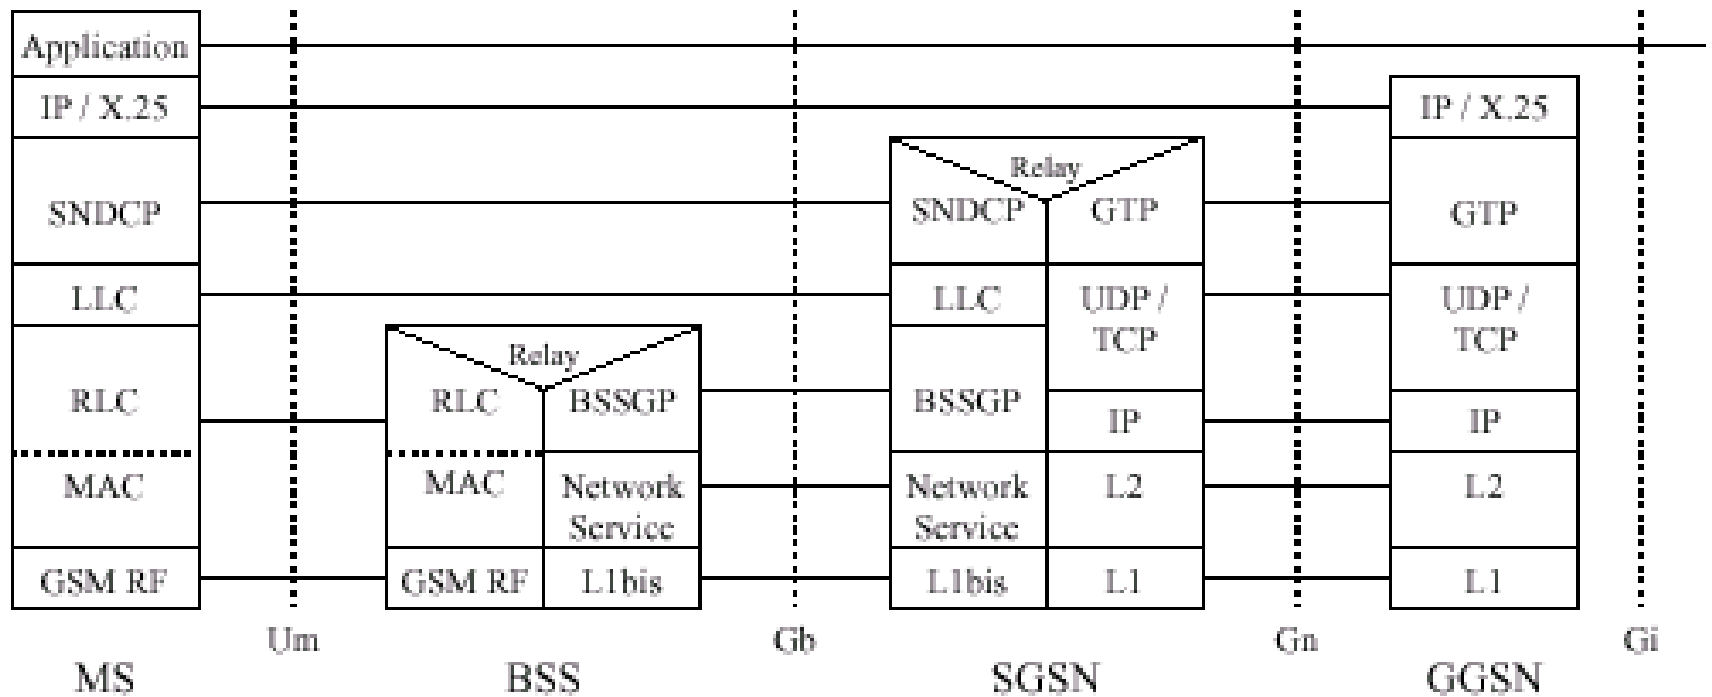 Application
IP / X.25
SNDCP
LLC
RLC
MAC
GSM RF
MS
Um
Relay
RLC
BSSGP
MAC
Network
Service
GSM RF
L1bis
BSS
Gb
Relay
SNDCP
GTP
LLC
UDP /
TCP
BSSGP
IP
Network
Service
L2
L1bis
L1
SGSN
Gn
IP / X.25
GTP
UDP /
TCP
IP
L2
L1
GGSN
Gi